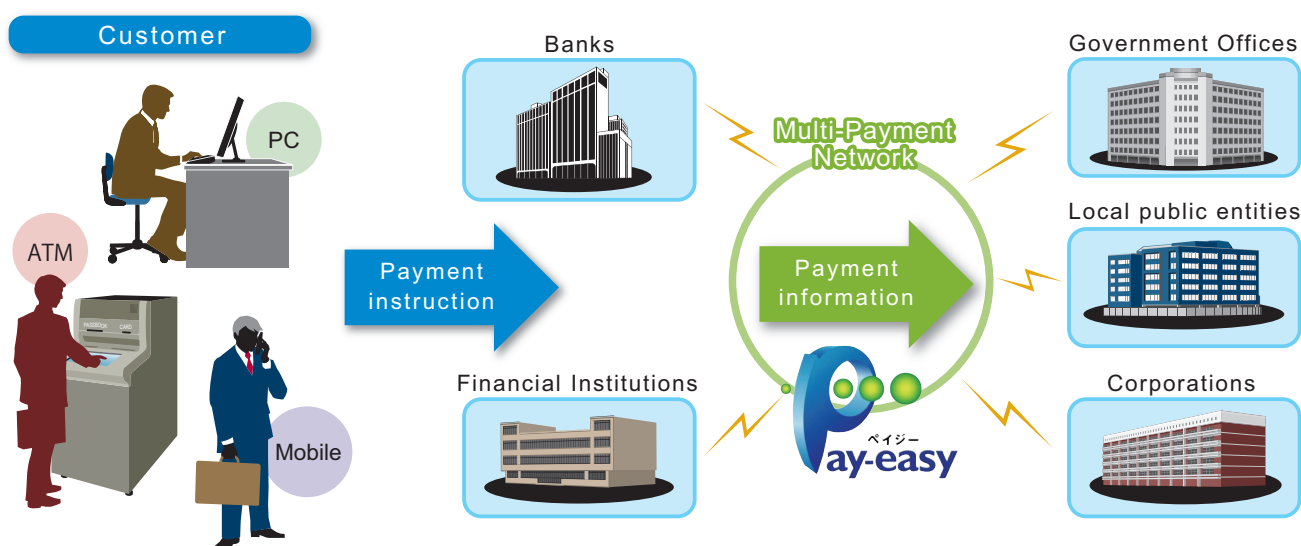 Customer
PC
ATM
PASSBOOK CARD
Mobile
Payment
instruction
Banks
Financial Institutions
Multi-Payment
Network
Payment
information
ペイジー
Pay-easy
Government Offices
Local public entities
Corporations